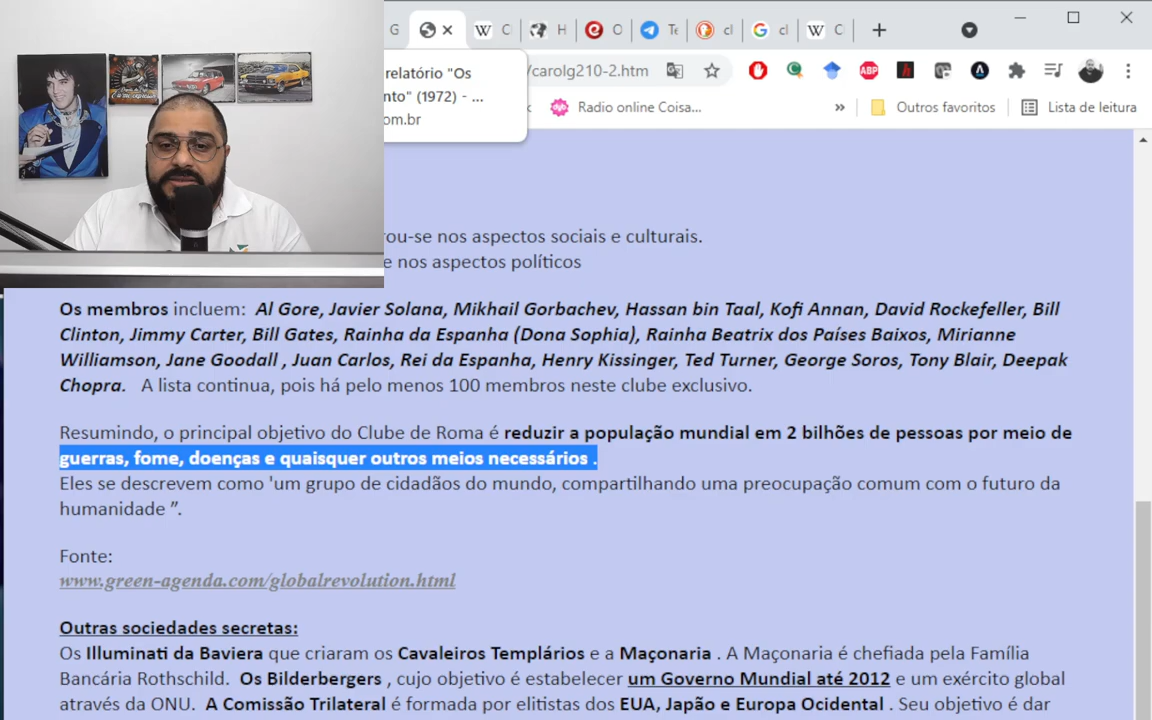 G
C
H
O
Te
cl
cl
C
relatório "Os
nto" (1972) - ...
om.br
/carolg210-2.htm
ABP
Radio online Coisa...
»
Outros favoritos
Lista de leitura
rou-se nos aspectos sociais e culturais.
e nos aspectos políticos
Os membros incluem: Al Gore, Javier Solana, Mikhail Gorbachev, Hassan bin Taal, Kofi Annan, David Rockefeller, Bill
Clinton, Jimmy Carter, Bill Gates, Rainha da Espanha (Dona Sophia), Rainha Beatrix dos Países Baixos, Mirianne
Williamson, Jane Goodall , Juan Carlos, Rei da Espanha, Henry Kissinger, Ted Turner, George Soros, Tony Blair, Deepak
Chopra. A lista continua, pois há pelo menos 100 membros neste clube exclusivo.
Resumindo, o principal objetivo do Clube de Roma é reduzir a população mundial em 2 bilhões de pessoas por meio de
guerras, fome, doenças e quaisquer outros meios necessários .
Eles se descrevem como 'um grupo de cidadãos do mundo, compartilhando uma preocupação comum com o futuro da
humanidade ”.
Fonte:
www.green-agenda.com/globalrevolution.html
Outras sociedades secretas:
Os Illuminati da Baviera que criaram os Cavaleiros Templários e a Maçonaria . A Maçonaria é chefiada pela Família
Bancária Rothschild. Os Bilderbergers , cujo objetivo é estabelecer um Governo Mundial até 2012 e um exército global
através da ONU. A Comissão Trilateral é formada por elitistas dos EUA, Japão e Europa Ocidental . Seu objetivo é dar